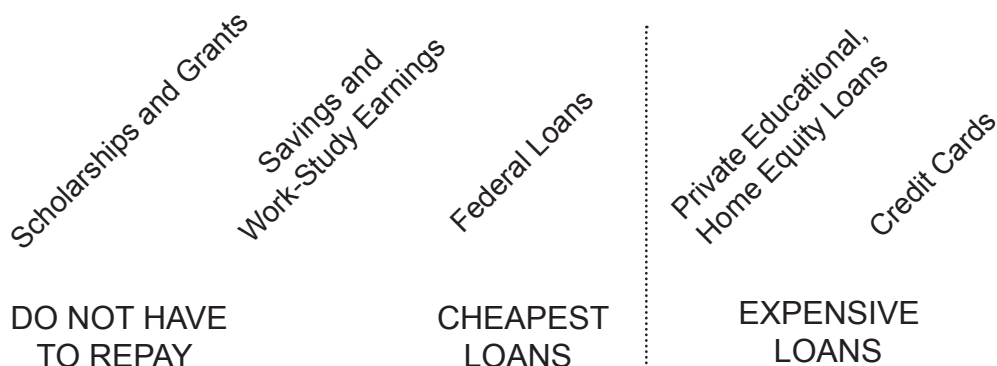 Scholarships and Grants
Savings and
Work-Study Earnings
Federal Loans
Private Educational,
Home Equity Loans
Credit Cards
DO NOT HAVE
TO REPAY
CHEAPEST
LOANS
EXPENSIVE
LOANS